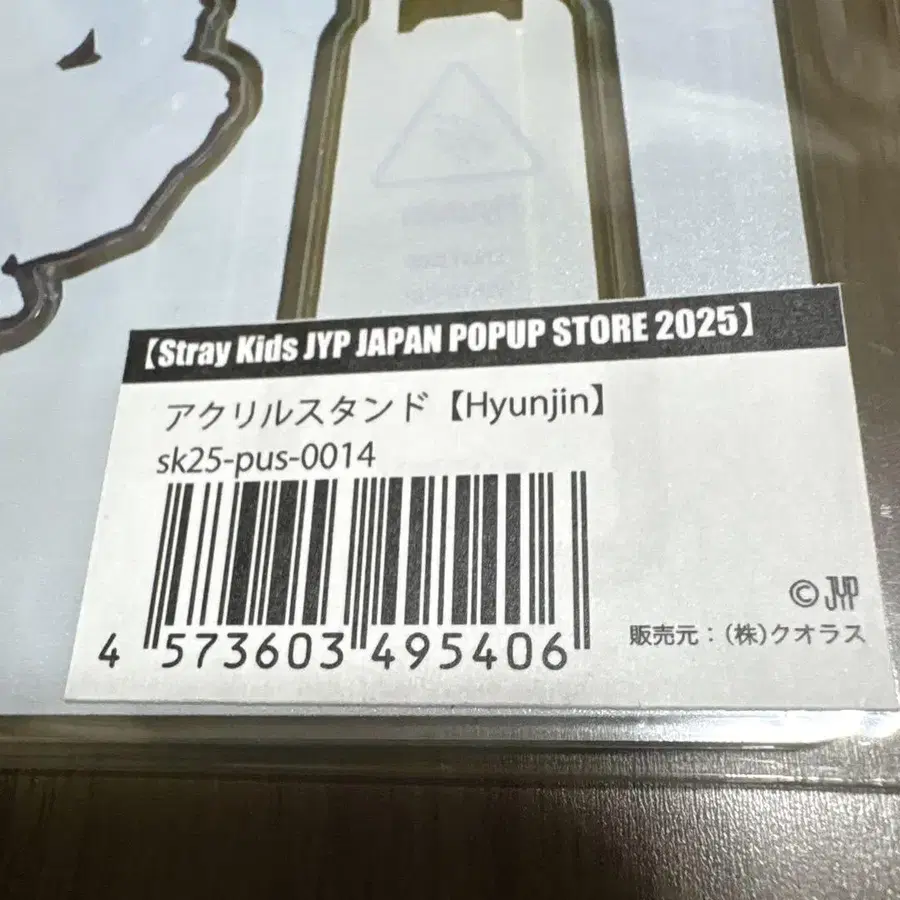 【Stray Kids JYP JAPAN POPUP STORE 2025】
アクリルスタンド【Hyunjin】
sk25-pus-0014
4 573603 495406
© JYP
販売元：(株)クオラス